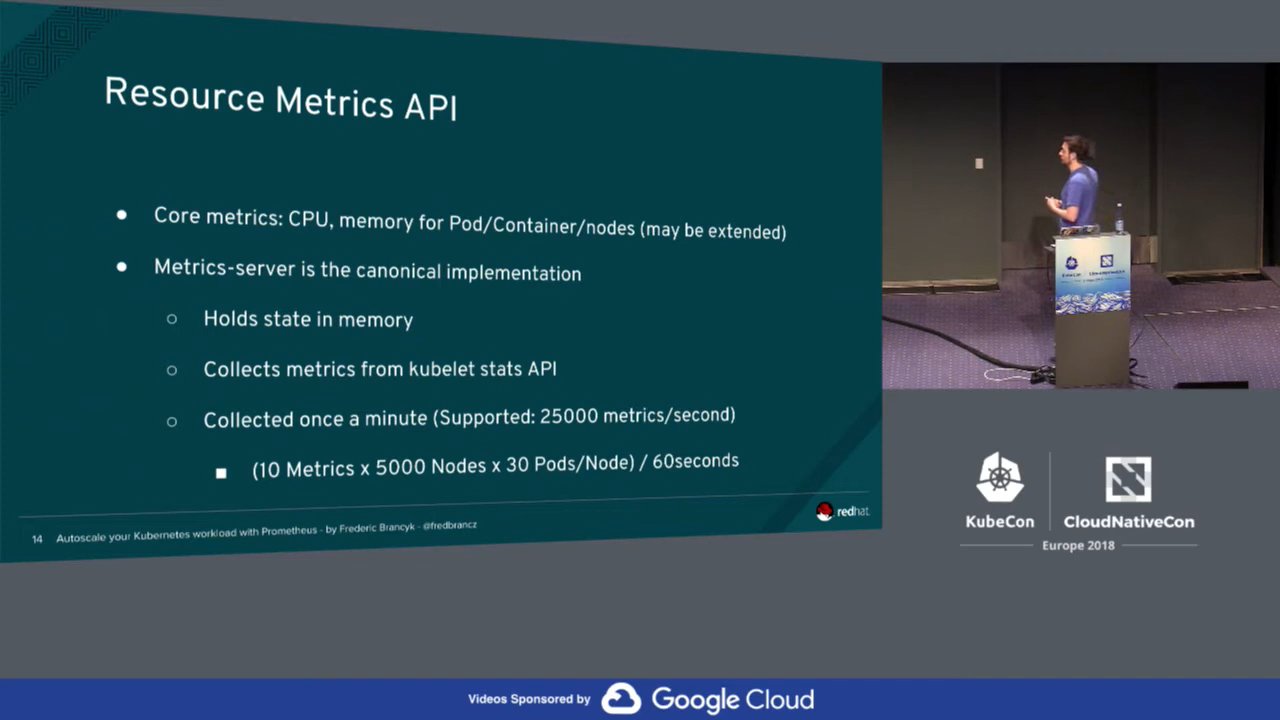 Resource Metrics API
● Core metrics: CPU, memory for Pod/Container/nodes (may be extended)
● Metrics-server is the canonical implementation
○ Holds state in memory
○ Collects metrics from kubelet stats API
○ Collected once a minute (Supported: 25000 metrics/second)
■ (10 Metrics x 5000 Nodes x 30 Pods/Node) / 60seconds
14 Autoscale your Kubernetes workload with Prometheus - by Frederic Brancyk - @fredbrancz
redhat.
KubeCon
CloudNativeCon
Europe 2018
Videos Sponsored by Google Cloud